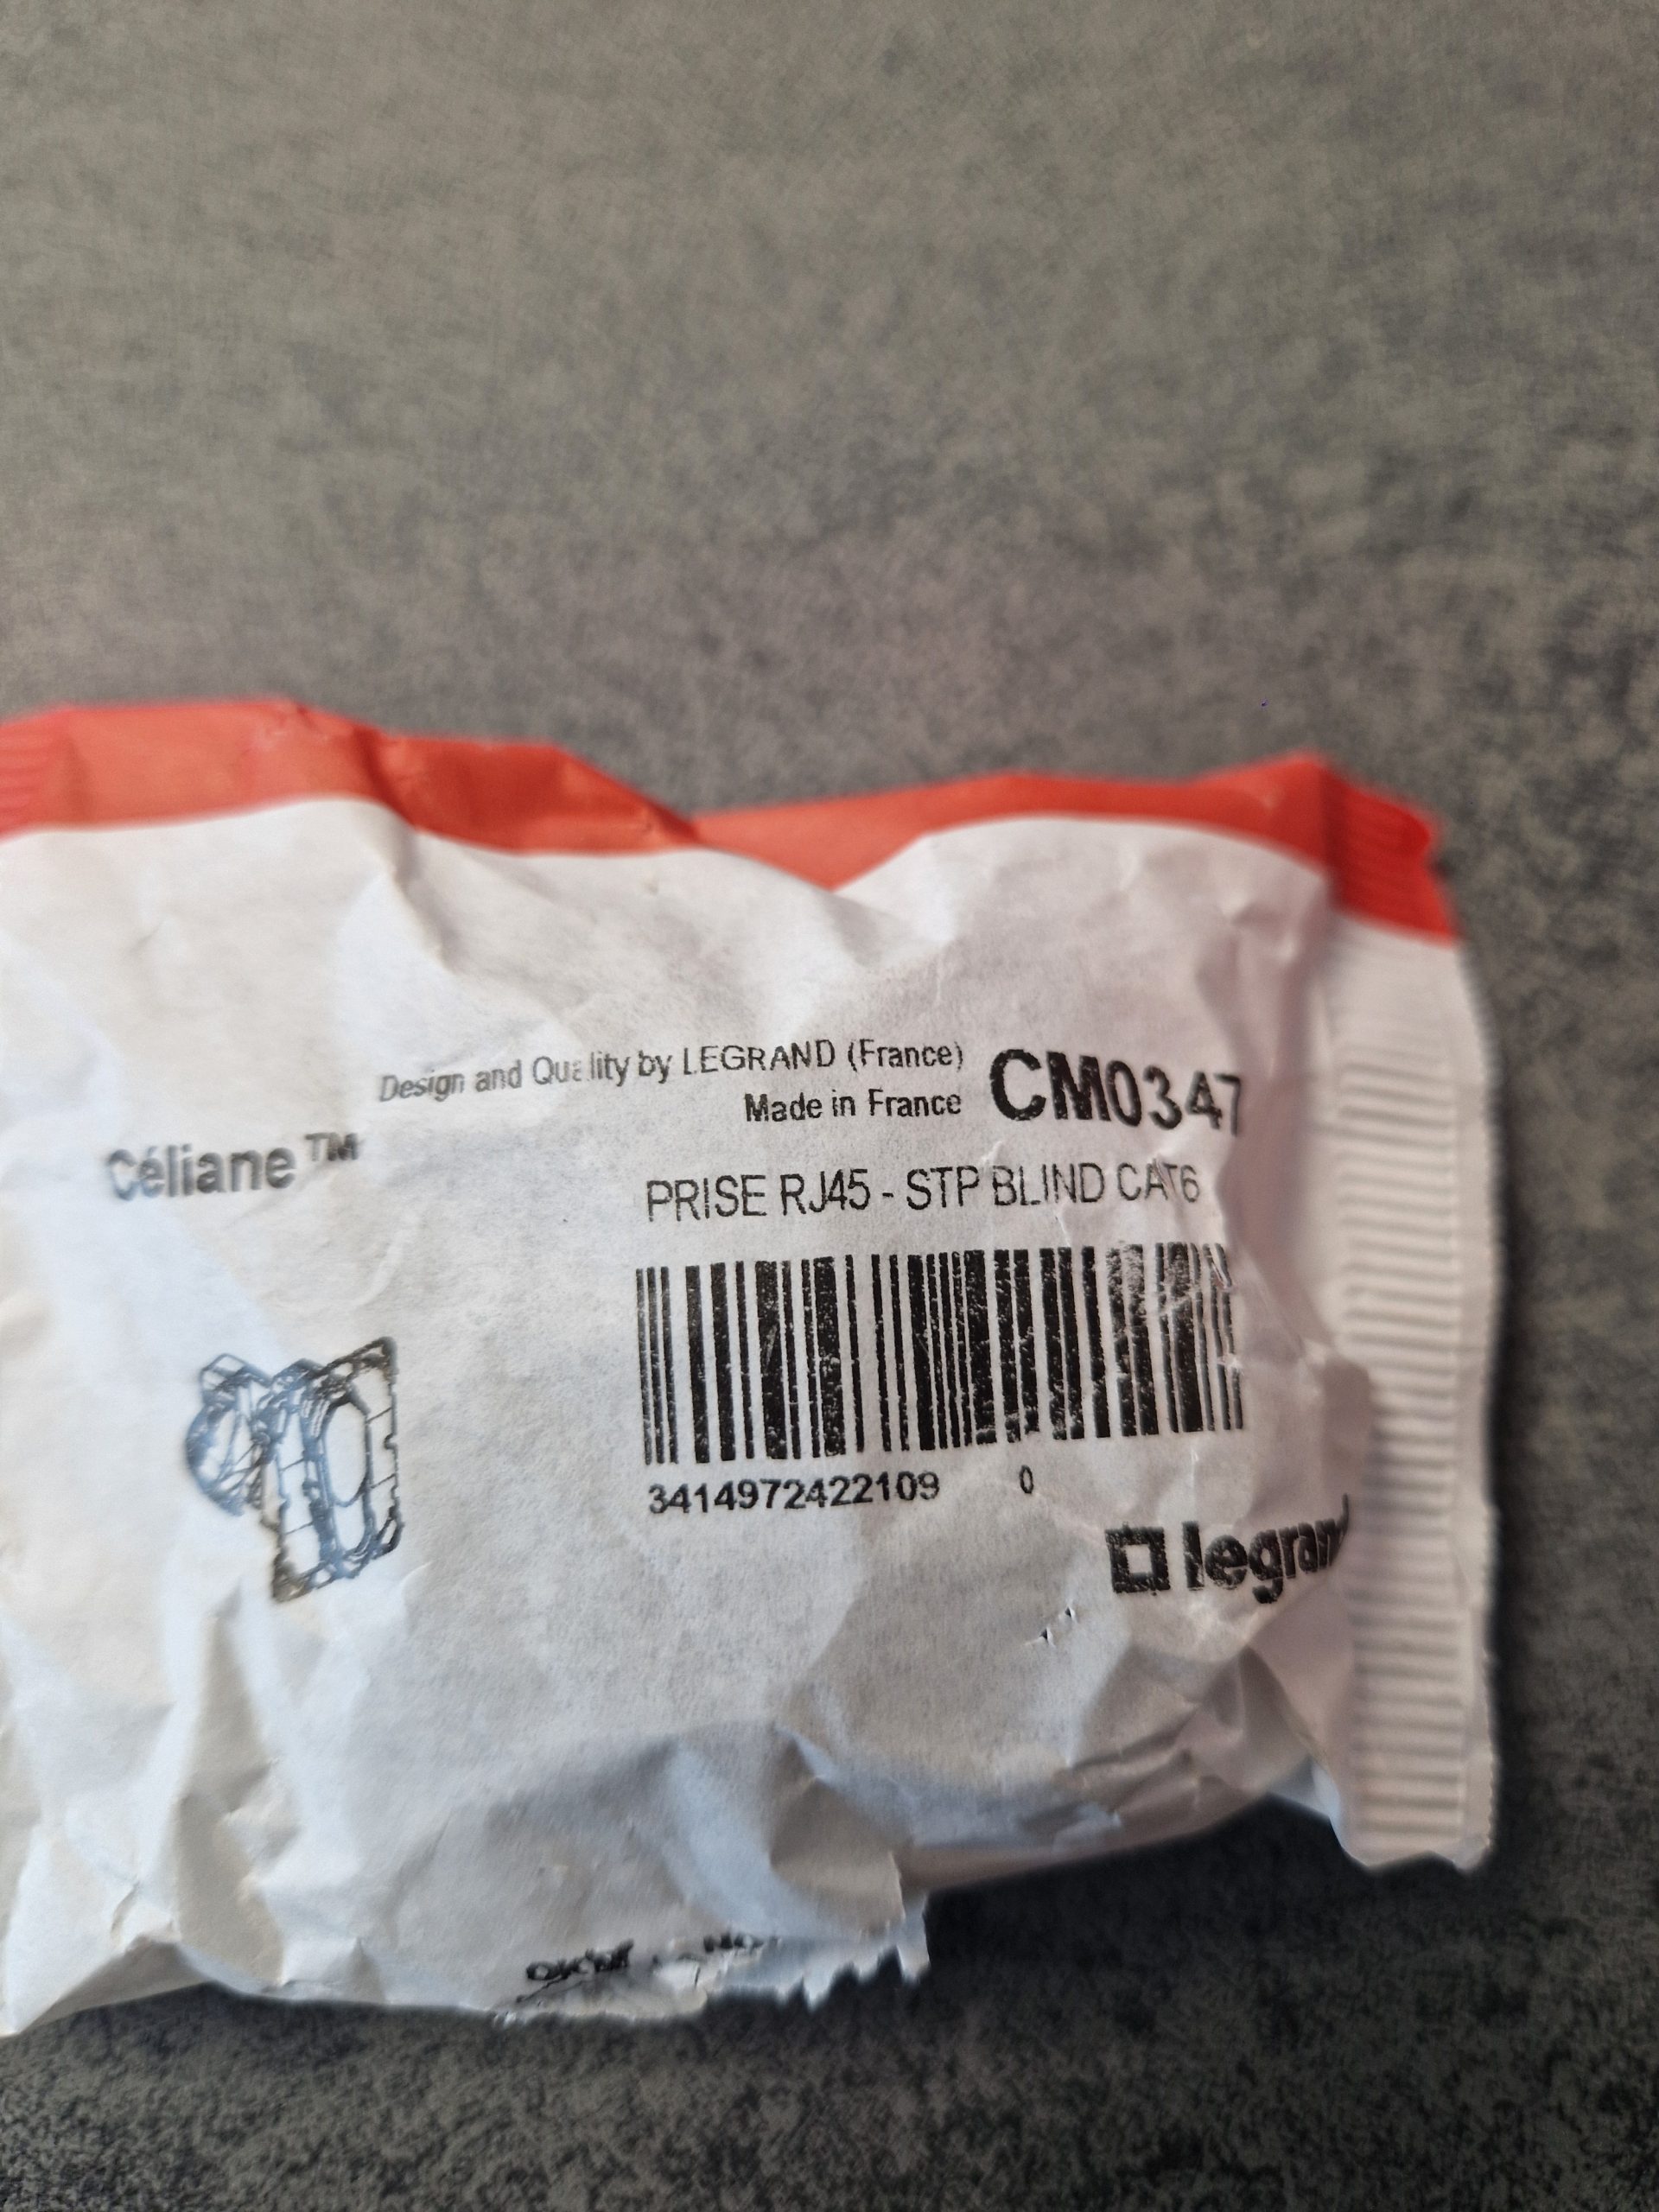 Design and Quality by LEGRAND (France)
Made in France
CM0347
Céliane™
PRISE RJ45 - STP BLIND CAT6
3414972422109 0
legrand